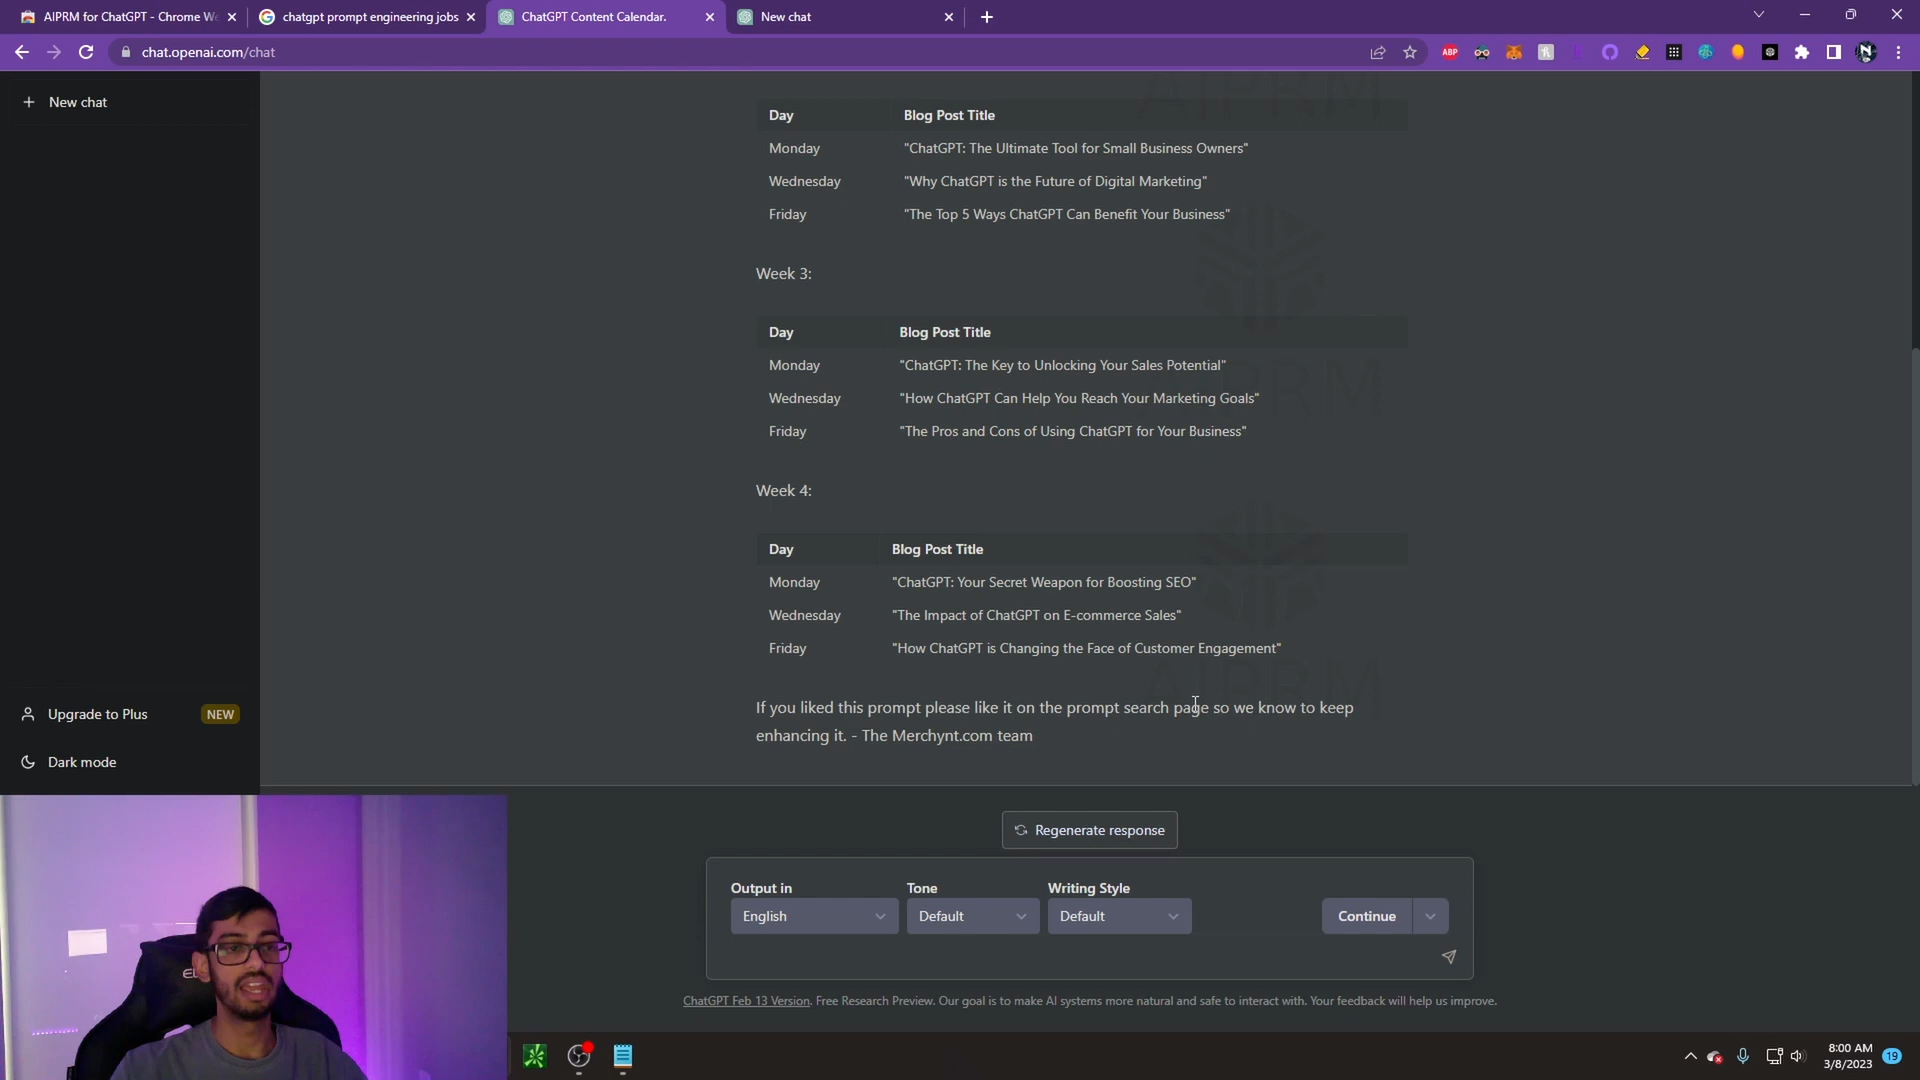 AIPRM for ChatGPT - Chrome We
chatgpt prompt engineering jobs
ChatGPT Content Calendar.
New chat
chat.openai.com/chat
ABP
New chat
AIPRM
Day Blog Post Title
Monday "ChatGPT: The Ultimate Tool for Small Business Owners"
Wednesday "Why ChatGPT is the Future of Digital Marketing"
Friday "The Top 5 Ways ChatGPT Can Benefit Your Business"
Week 3:
Day Blog Post Title
Monday "ChatGPT: The Key to Unlocking Your Sales Potential"
AIPRM
Wednesday "How ChatGPT Can Help You Reach Your Marketing Goals"
Friday "The Pros and Cons of Using ChatGPT for Your Business"
Week 4:
Day Blog Post Title
Monday "ChatGPT: Your Secret Weapon for Boosting SEO"
Wednesday "The Impact of ChatGPT on E-commerce Sales"
Friday "How ChatGPT is Changing the Face of Customer Engagement"
AIPRM
If you liked this prompt please like it on the prompt search page so we know to keep
enhancing it. - The Merchynt.com team
Upgrade to Plus NEW
Dark mode
Regenerate response
Output in Tone Writing Style
English Default Default Continue
ChatGPT Feb 13 Version. Free Research Preview. Our goal is to make AI systems more natural and safe to interact with. Your feedback will help us improve.
8:00 AM
3/8/2023
19